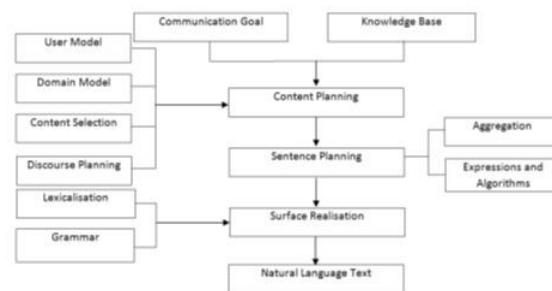 Communication Goal
Knowledge Base
User Model
Domain Model
Content Planning
Content Selection
Aggregation
Discourse Planning
Sentence Planning
Expressions and
Algorithms
Lexicalisation
Surface Realisation
Grammar
Natural Language Text